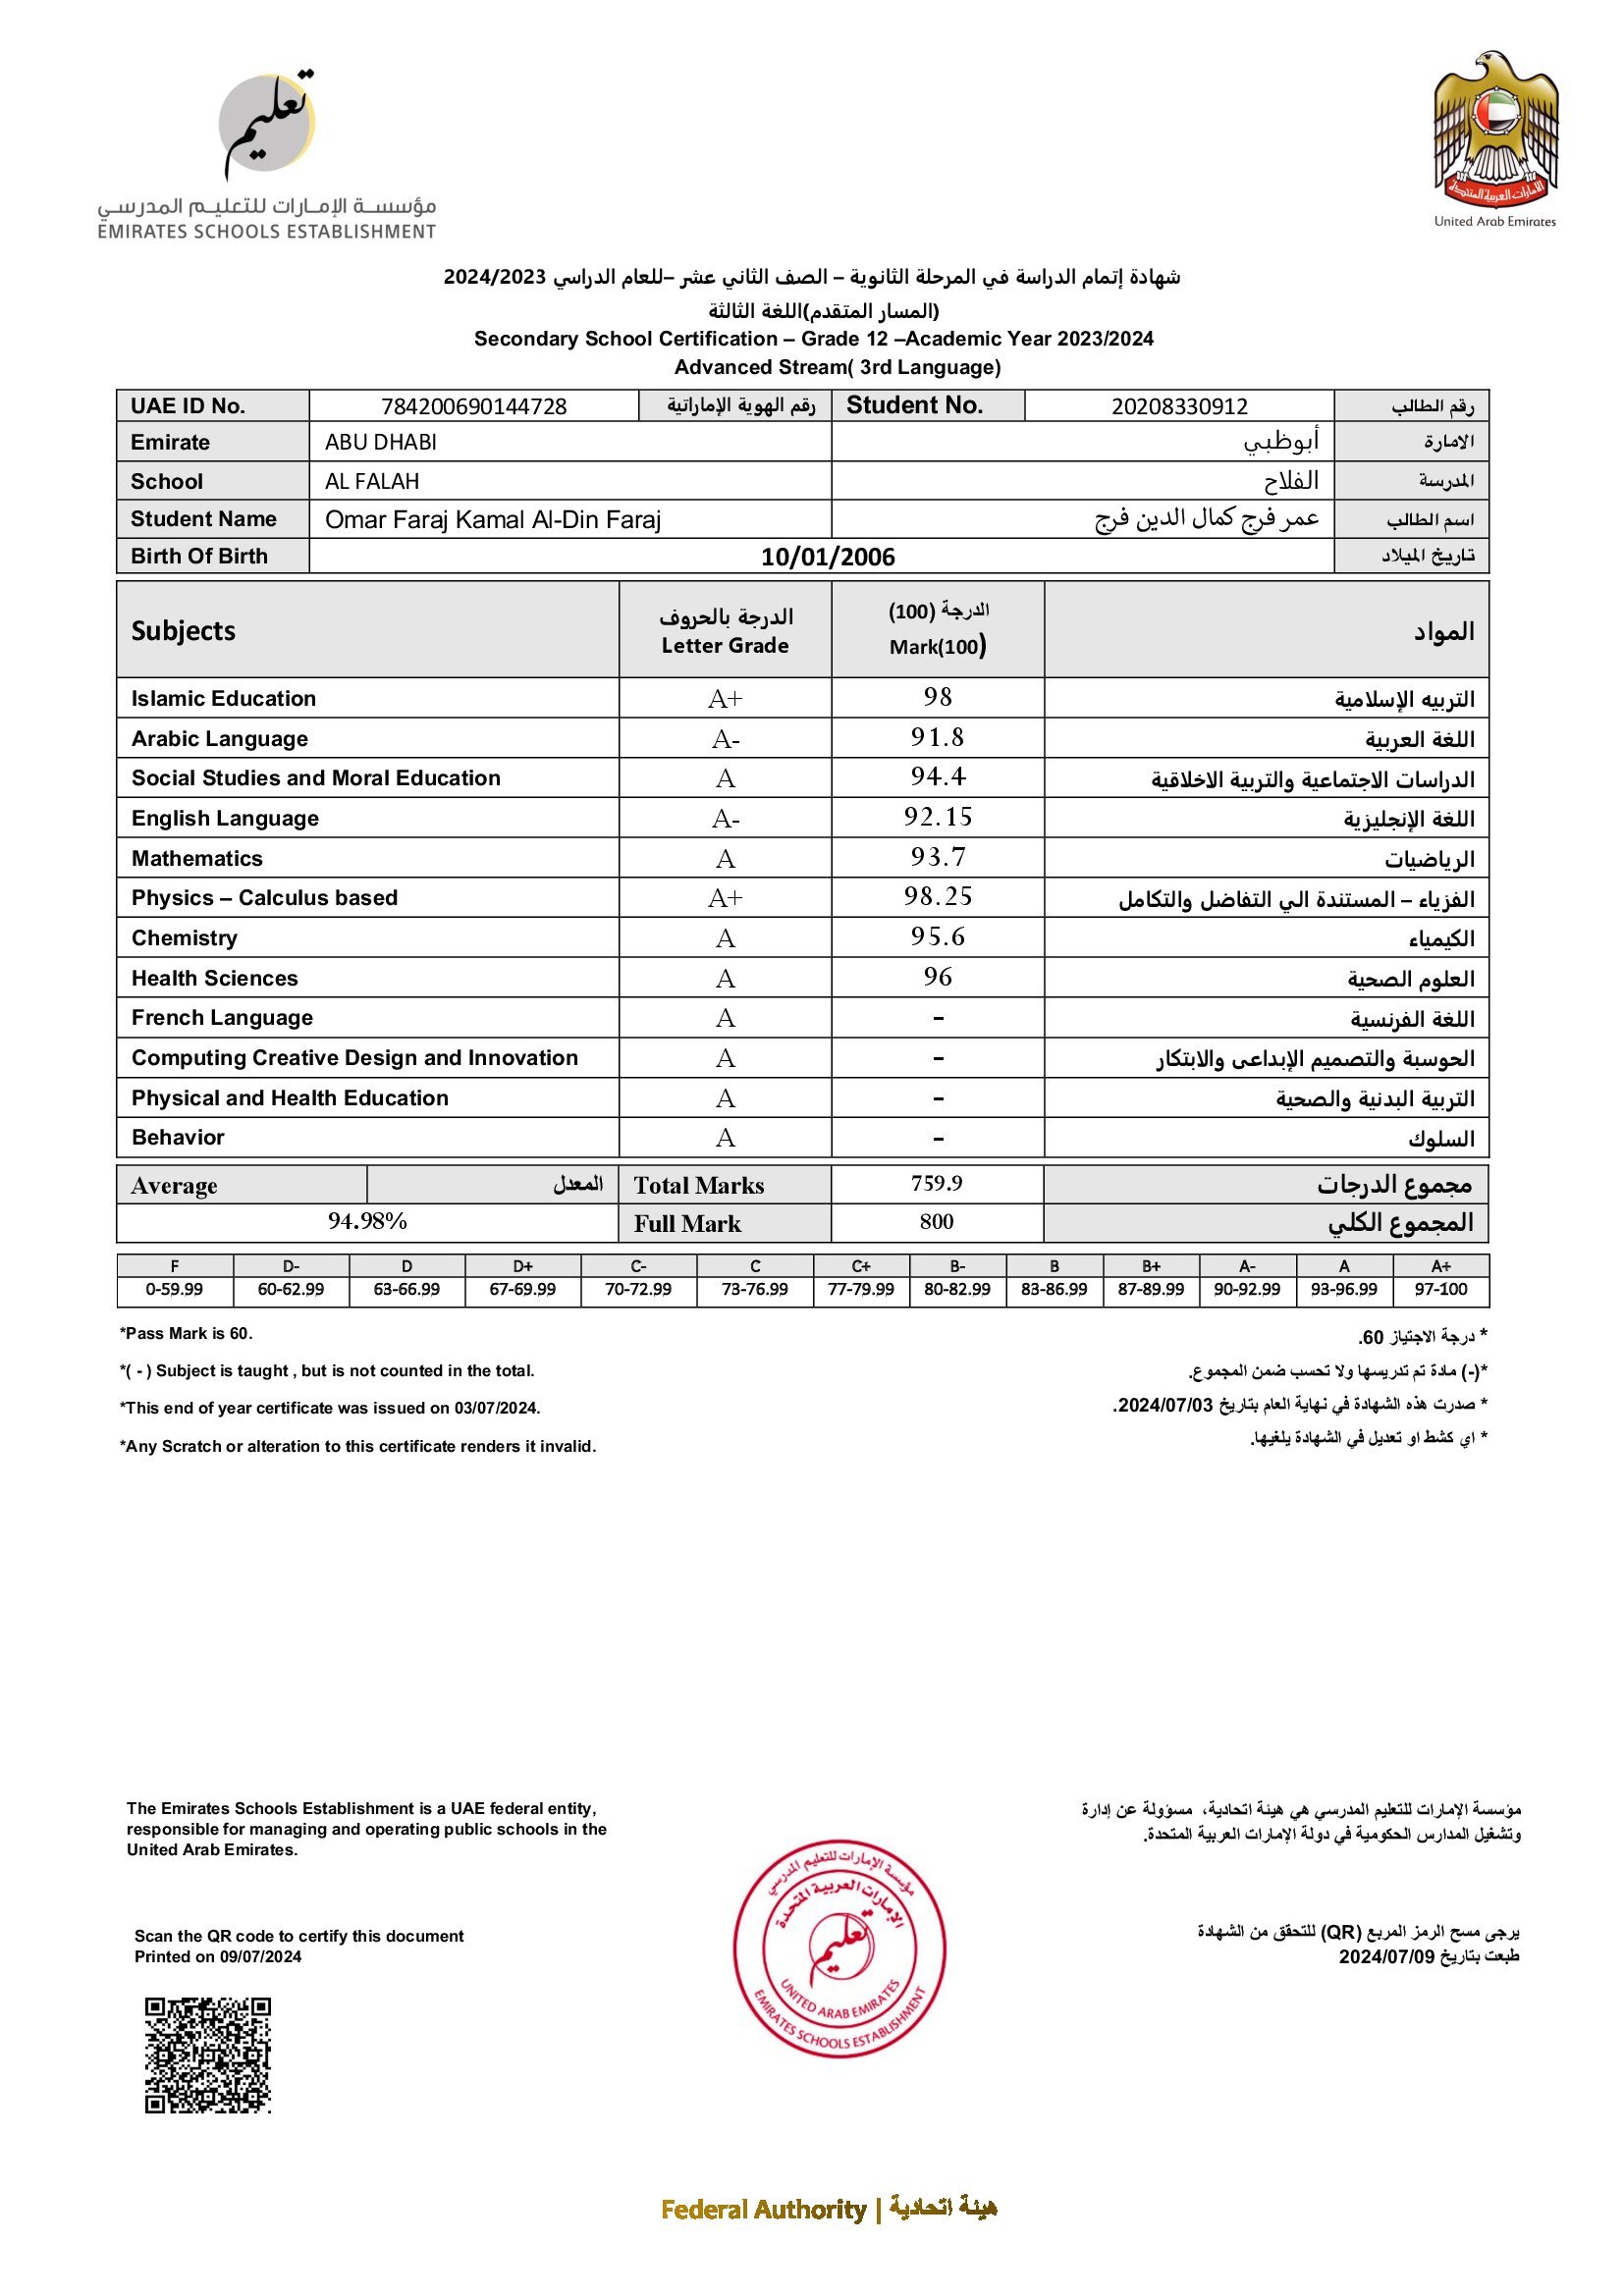 تعليم
مؤسسة الإمارات للتعليم المدرسي
EMIRATES SCHOOLS ESTABLISHMENT
الإمارات العربية المتحدة
United Arab Emirates
شهادة إتمام الدراسة في المرحلة الثانوية – الصف الثاني عشر –للعام الدراسي 2024/2023
(المسار المتقدم)اللغة الثالثة
Secondary School Certification – Grade 12 –Academic Year 2023/2024
Advanced Stream( 3rd Language)
UAE ID No. 784200690144728 رقم الهوية الإماراتية Student No. 20208330912 رقم الطالب
Emirate ABU DHABI أبوظبي الامارة
School AL FALAH الفلاح المدرسة
Student Name Omar Faraj Kamal Al-Din Faraj عمر فرج كمال الدين فرج اسم الطالب
Birth Of Birth 10/01/2006 تاريخ الميلاد
Subjects الدرجة بالحروف Letter Grade الدرجة (100) Mark(100) المواد
Islamic Education A+ 98 التربيه الإسلامية
Arabic Language A- 91.8 اللغة العربية
Social Studies and Moral Education A 94.4 الدراسات الاجتماعية والتربية الاخلاقية
English Language A- 92.15 اللغة الإنجليزية
Mathematics A 93.7 الرياضيات
Physics – Calculus based A+ 98.25 الفزياء – المستندة الي التفاضل والتكامل
Chemistry A 95.6 الكيمياء
Health Sciences A 96 العلوم الصحية
French Language A - اللغة الفرنسية
Computing Creative Design and Innovation A - الحوسبة والتصميم الإبداعى والابتكار
Physical and Health Education A - التربية البدنية والصحية
Behavior A - السلوك
Average المعدل Total Marks 759.9 مجموع الدرجات
94.98% Full Mark 800 المجموع الكلي
F D- D D+ C- C C+ B- B B+ A- A A+
0-59.99 60-62.99 63-66.99 67-69.99 70-72.99 73-76.99 77-79.99 80-82.99 83-86.99 87-89.99 90-92.99 93-96.99 97-100
*Pass Mark is 60. * درجة الاجتياز 60.
*( - ) Subject is taught , but is not counted in the total. *(-) مادة تم تدريسها ولا تحسب ضمن المجموع.
*This end of year certificate was issued on 03/07/2024. * صدرت هذه الشهادة في نهاية العام بتاريخ 2024/07/03.
*Any Scratch or alteration to this certificate renders it invalid. * اي كشط او تعديل في الشهادة يلغيها.
The Emirates Schools Establishment is a UAE federal entity,
responsible for managing and operating public schools in the
United Arab Emirates.
مؤسسة الإمارات للتعليم المدرسي هي هيئة اتحادية، مسؤولة عن إدارة
وتشغيل المدارس الحكومية في دولة الإمارات العربية المتحدة.
مؤسسة الإمارات للتعليم المدرسي
الإمارات العربية المتحدة
تعليم
UNITED ARAB EMIRATES
EMIRATES SCHOOLS ESTABLISHMENT
Scan the QR code to certify this document
Printed on 09/07/2024
يرجى مسح الرمز المربع (QR) للتحقق من الشهادة
طبعت بتاريخ 2024/07/09
Federal Authority | هيئة اتحادية